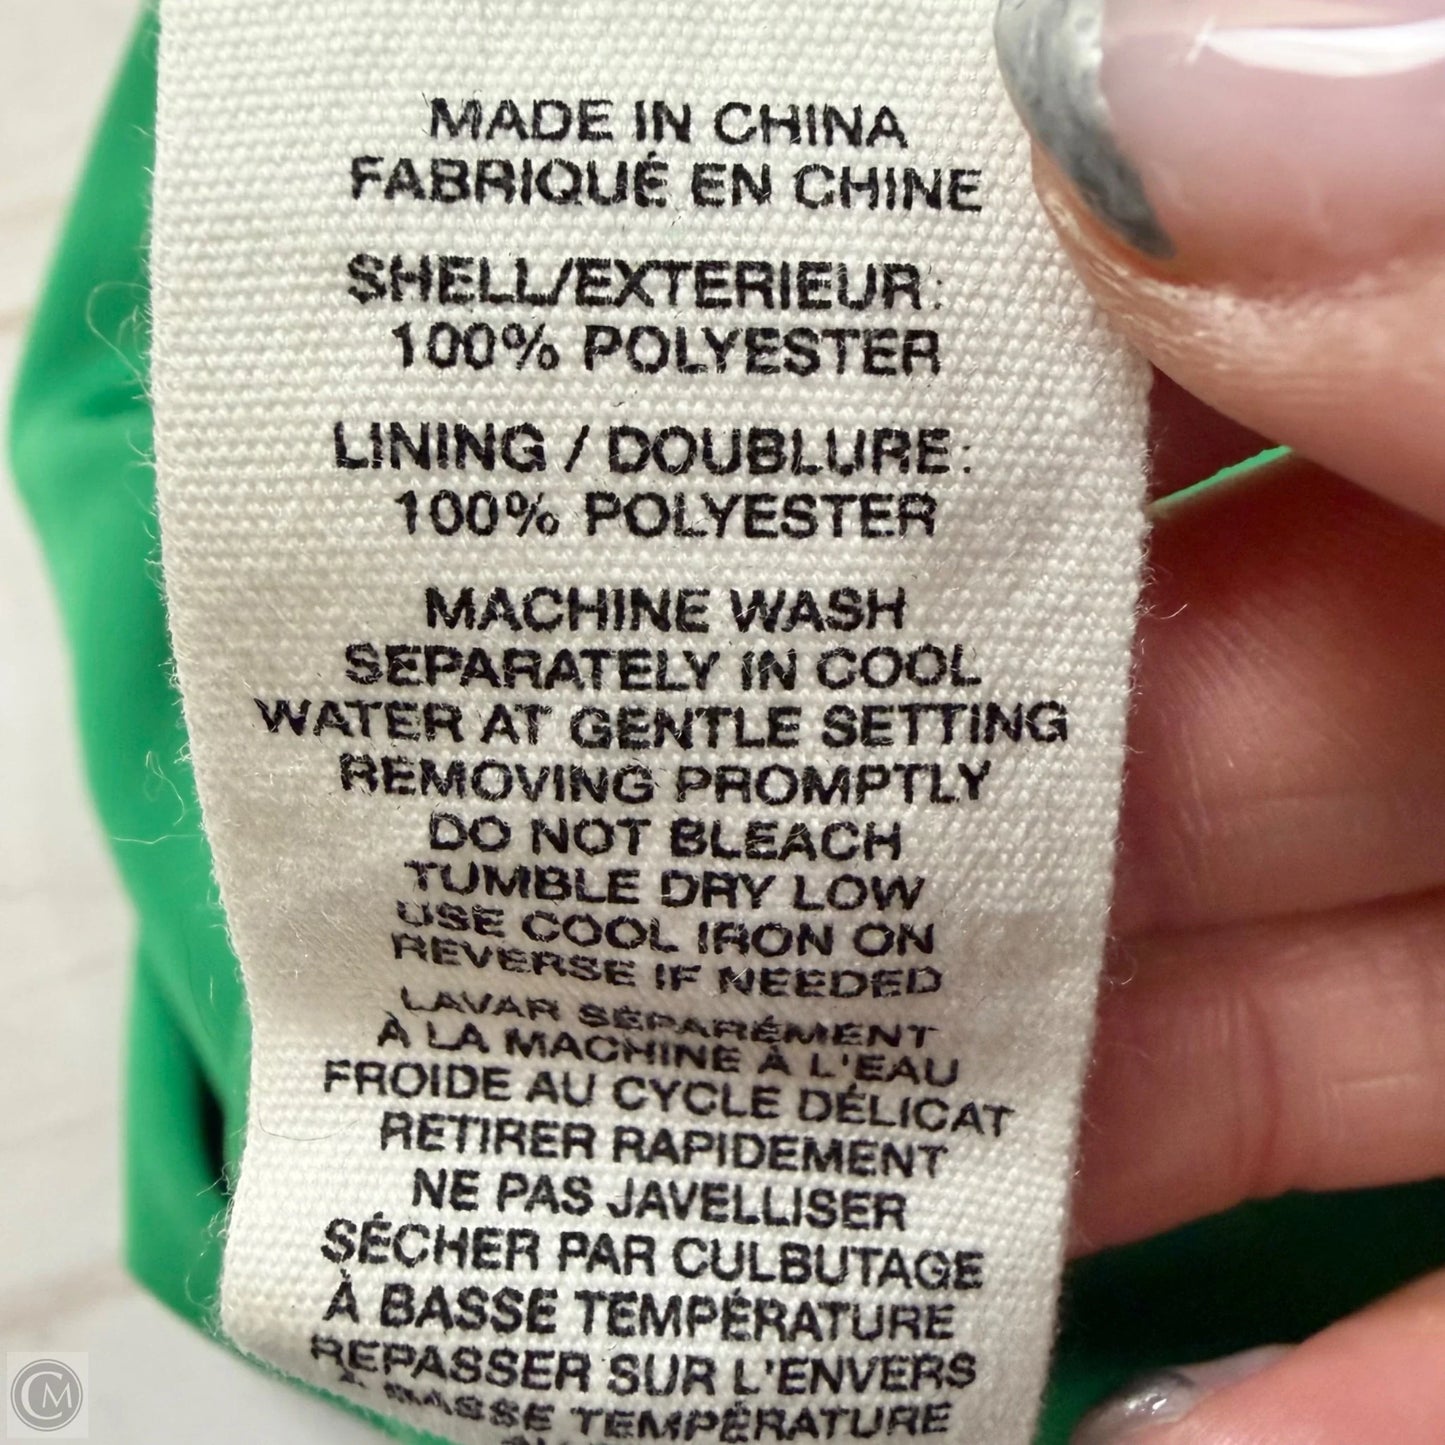 MADE IN CHINA
FABRIQUÉ EN CHINE
SHELL/EXTERIEUR:
100% POLYESTER
LINING / DOUBLURE:
100% POLYESTER
MACHINE WASH
SEPARATELY IN COOL
WATER AT GENTLE SETTING
REMOVING PROMPTLY
DO NOT BLEACH
TUMBLE DRY LOW
USE COOL IRON ON
REVERSE IF NEEDED
LAVAR SÉPARÉMENT
À LA MACHINE À L'EAU
FROIDE AU CYCLE DÉLICAT
RETIRER RAPIDEMENT
NE PAS JAVELLISER
SÉCHER PAR CULBUTAGE
À BASSE TEMPÉRATURE
REPASSER SUR L'ENVERS
À BASSE TEMPÉRATURE
CM